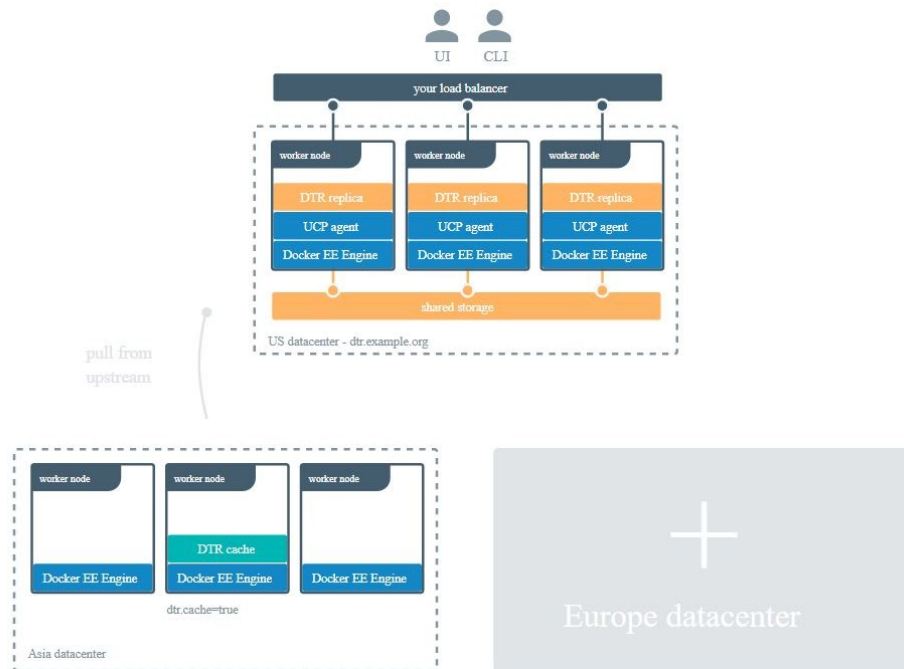 UI
CLI
your load balancer
worker node
worker node
worker node
DTR replica
DTR replica
DTR replica
UCP agent
UCP agent
UCP agent
Docker EE Engine
Docker EE Engine
Docker EE Engine
shared storage
US datacenter - dtr.example.org
pull from
upstream
worker node
worker node
worker node
DTR cache
Docker EE Engine
Docker EE Engine
Docker EE Engine
dtr.cache=true
Asia datacenter
Europe datacenter